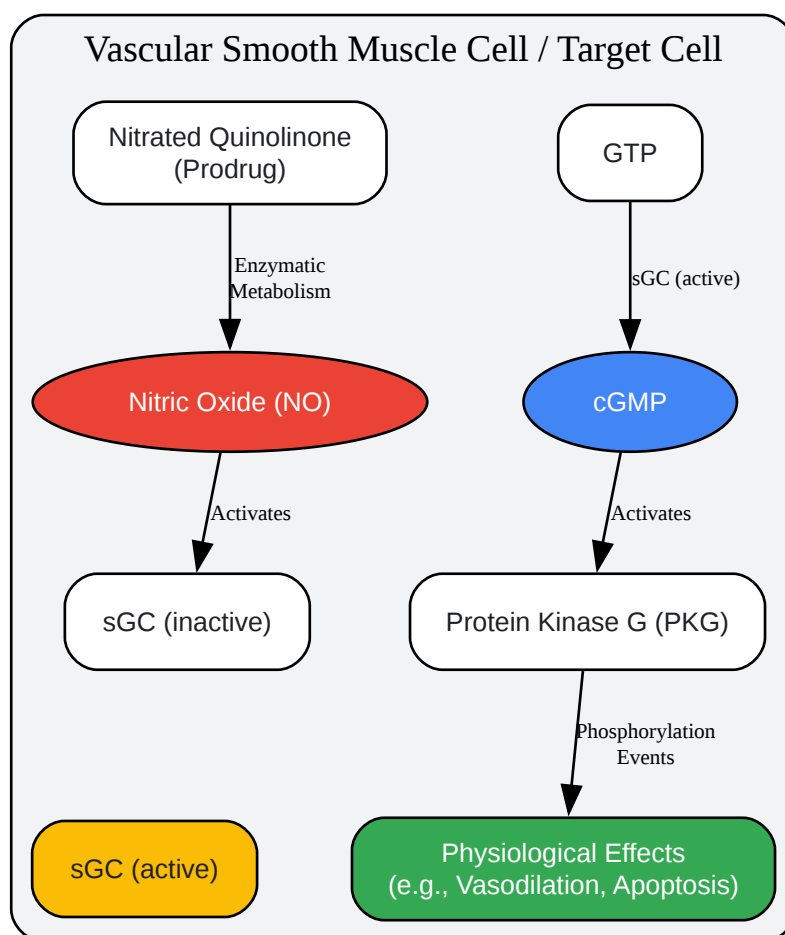 Vascular Smooth Muscle Cell / Target Cell
Nitrated Quinolinone
(Prodrug)
GTP
Enzymatic
Metabolism
sGC (active)
Nitric Oxide (NO)
cGMP
Activates
Activates
sGC (inactive)
Protein Kinase G (PKG)
Phosphorylation
Events
sGC (active)
Physiological Effects
(e.g., Vasodilation, Apoptosis)